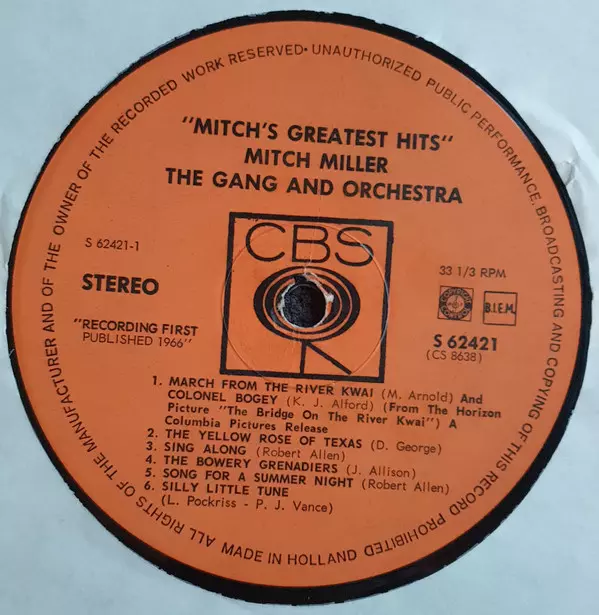 ALL RIGHTS OF THE MANUFACTURER AND OF THE OWNER OF THE RECORDED WORK RESERVED • UNAUTHORIZED PUBLIC PERFORMANCE, BROADCASTING AND COPYING OF THIS RECORD PROHIBITED
"MITCH'S GREATEST HITS"
MITCH MILLER
THE GANG AND ORCHESTRA
CBS
S 62421-1
STEREO
"RECORDING FIRST
PUBLISHED 1966"
33 1/3 RPM
B.I.E.M.
S 62421
(CS 8638)
1. MARCH FROM THE RIVER KWAI (M. Arnold) AND
COLONEL BOGEY (K. J. Alford) (From The Horizon
Picture "The Bridge On The River Kwai") A
Columbia Pictures Release
2. THE YELLOW ROSE OF TEXAS (D. George)
3. SING ALONG (Robert Allen)
4. THE BOWERY GRENADIERS (J. Allison)
5. SONG FOR A SUMMER NIGHT (Robert Allen)
6. SILLY LITTLE TUNE
(L. Pockriss - P. J. Vance)
MADE IN HOLLAND